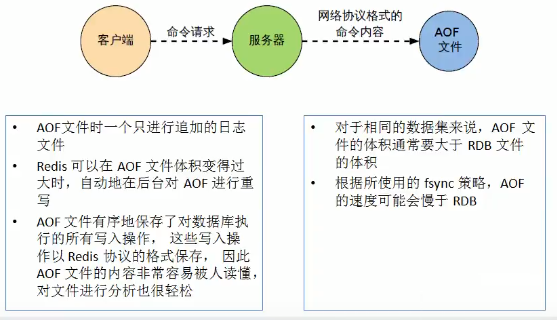 客户端
命令请求
服务器
网络协议格式的
命令内容
AOF
文件
• AOF文件时一个只进行追加的日志
文件
• Redis 可以在 AOF 文件体积变得过
大时，自动地在后台对 AOF 进行重
写
• AOF 文件有序地保存了对数据库执
行的所有写入操作， 这些写入操
作以 Redis 协议的格式保存， 因此
AOF 文件的内容非常容易被人读懂，
对文件进行分析也很轻松
• 对于相同的数据集来说，AOF 文
件的体积通常要大于 RDB 文件
的体积
• 根据所使用的 fsync 策略，AOF
的速度可能会慢于 RDB